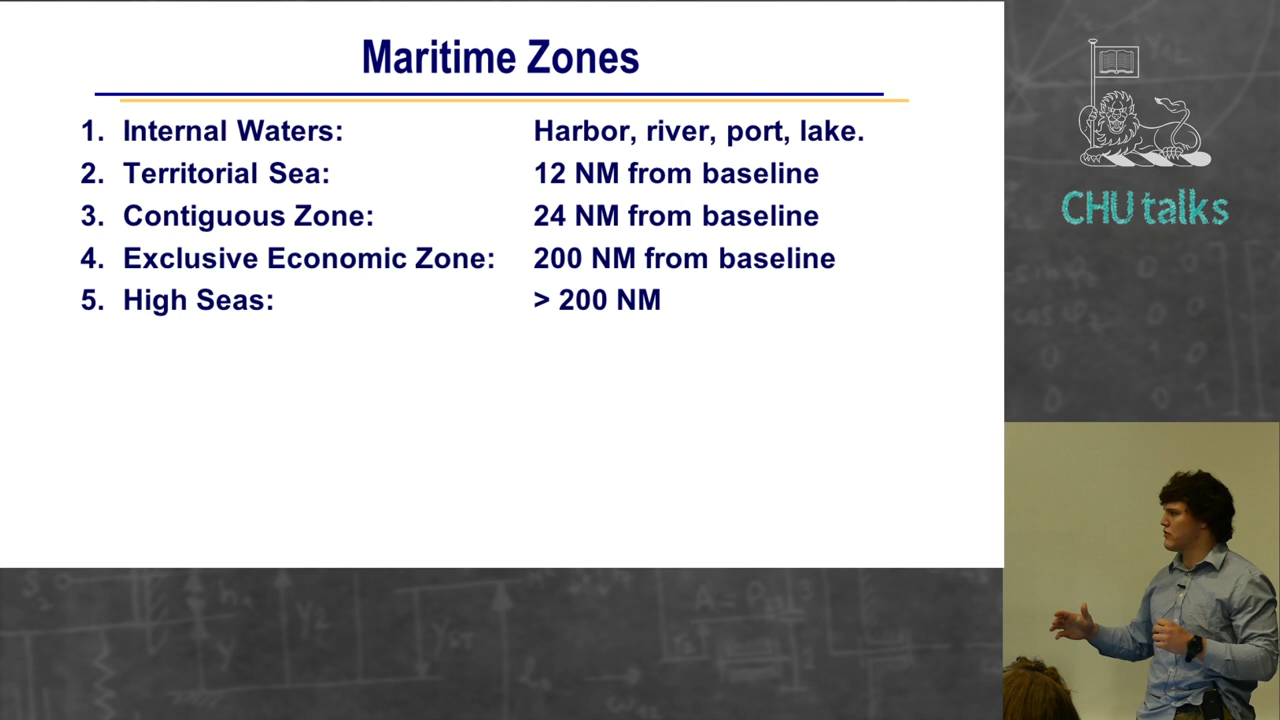 Maritime Zones
1. Internal Waters: Harbor, river, port, lake.
2. Territorial Sea: 12 NM from baseline
3. Contiguous Zone: 24 NM from baseline
4. Exclusive Economic Zone: 200 NM from baseline
5. High Seas: > 200 NM
CHU talks